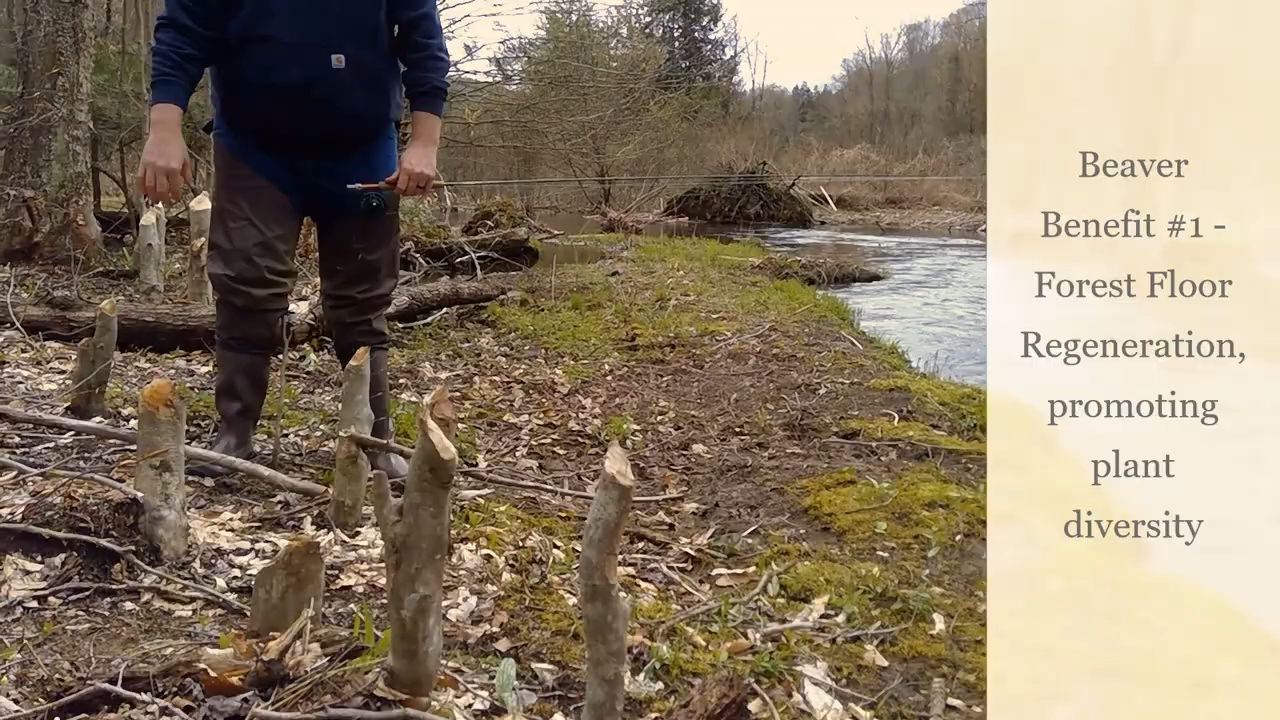 Beaver
Benefit #1 -
Forest Floor
Regeneration,
promoting
plant
diversity